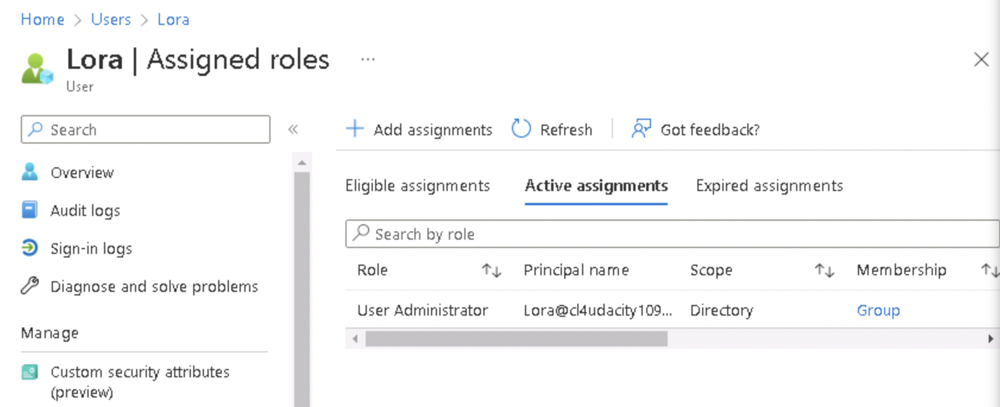 Home > Users > Lora
Lora | Assigned roles ...
User
Search
Overview
Audit logs
Sign-in logs
Diagnose and solve problems
Manage
Custom security attributes
(preview)
Add assignments Refresh Got feedback?
Eligible assignments Active assignments Expired assignments
Search by role
Role Principal name Scope Membership
User Administrator Lora@cl4udacity109... Directory Group